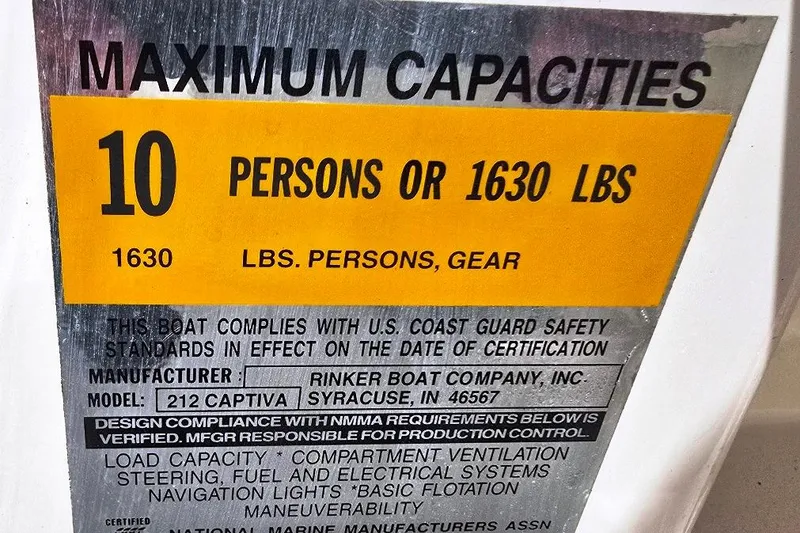 MAXIMUM CAPACITIES
10 PERSONS OR 1630 LBS
1630 LBS. PERSONS, GEAR
THIS BOAT COMPLIES WITH U.S. COAST GUARD SAFETY
STANDARDS IN EFFECT ON THE DATE OF CERTIFICATION
MANUFACTURER: RINKER BOAT COMPANY, INC.
MODEL: 212 CAPTIVA SYRACUSE, IN 46567
DESIGN COMPLIANCE WITH NMMA REQUIREMENTS BELOW IS
VERIFIED. MFGR RESPONSIBLE FOR PRODUCTION CONTROL.
LOAD CAPACITY * COMPARTMENT VENTILATION
STEERING, FUEL AND ELECTRICAL SYSTEMS
NAVIGATION LIGHTS *BASIC FLOTATION
MANEUVERABILITY
CERTIFIED
NATIONAL MARINE MANUFACTURERS ASSN